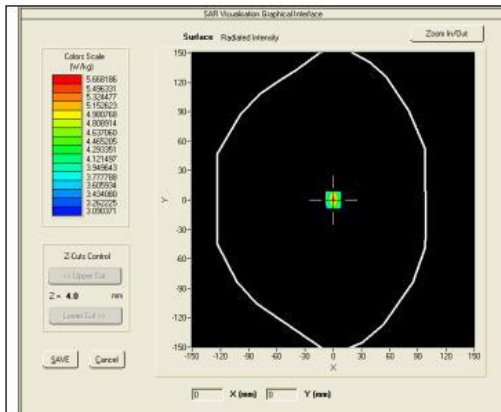 SAR Visualisation Graphical Interface
Surface Radiated Intensity
Zoom In/Out
Colors Scale
(W/kg)
5.668186
5.496331
5.324477
5.152623
4.980768
4.808914
4.637060
4.465205
4.293351
4.121497
3.949643
3.777788
3.605934
3.434080
3.262225
3.090371
Z-Cuts Control
<< Upper Cut
Z = 4.0 mm
Lower Cut >>
SAVE Cancel
150
120
90
60
30
0
-30
-60
-90
-120
-150
Y
-150 -120 -90 -60 -30 0 30 60 90 120 150
X
0 X (mm) 0 Y (mm)